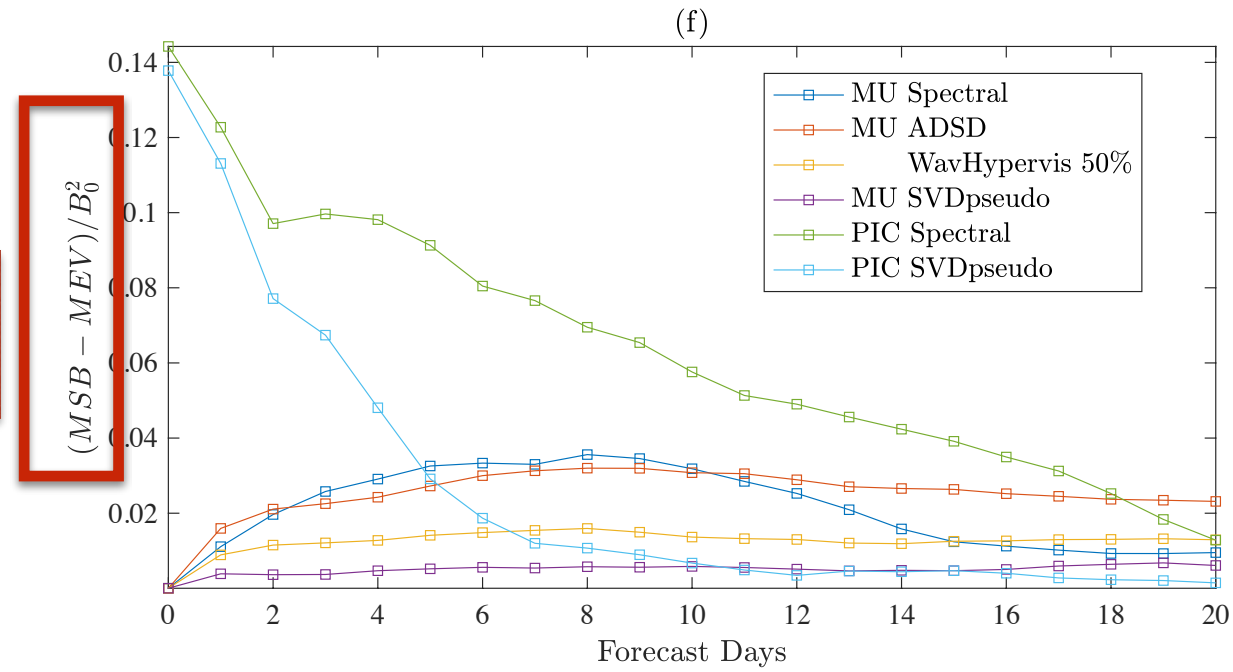 (f)
0.14
0.12
0.1
0.08
0.06
0.04
0.02
(MSB − MEV)/B₀²
MU Spectral
MU ADSD
WavHypervis 50%
MU SVDpseudo
PIC Spectral
PIC SVDpseudo
0 2 4 6 8 10 12 14 16 18 20
Forecast Days